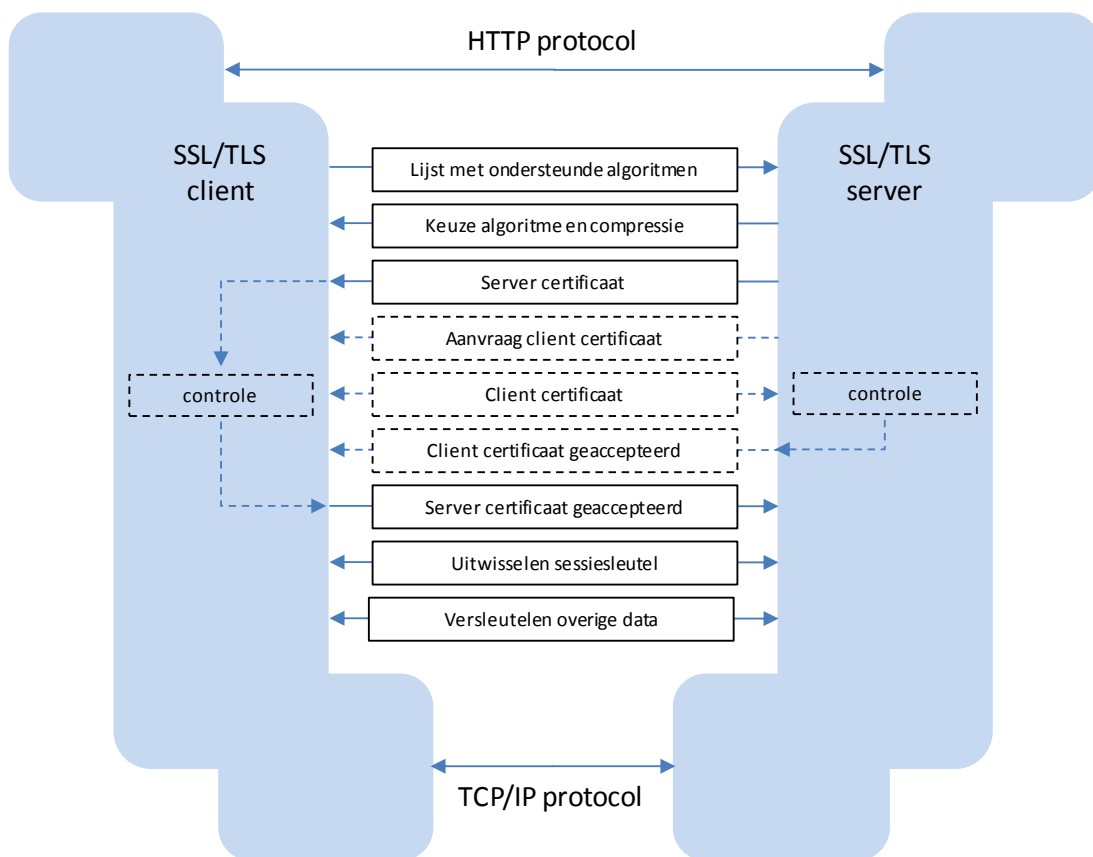 HTTP protocol
SSL/TLS
client
SSL/TLS
server
Lijst met ondersteunde algoritmen
Keuze algoritme en compressie
Server certificaat
Aanvraag client certificaat
controle
Client certificaat
controle
Client certificaat geaccepteerd
Server certificaat geaccepteerd
Uitwisselen sessiesleutel
Versleutelen overige data
TCP/IP protocol